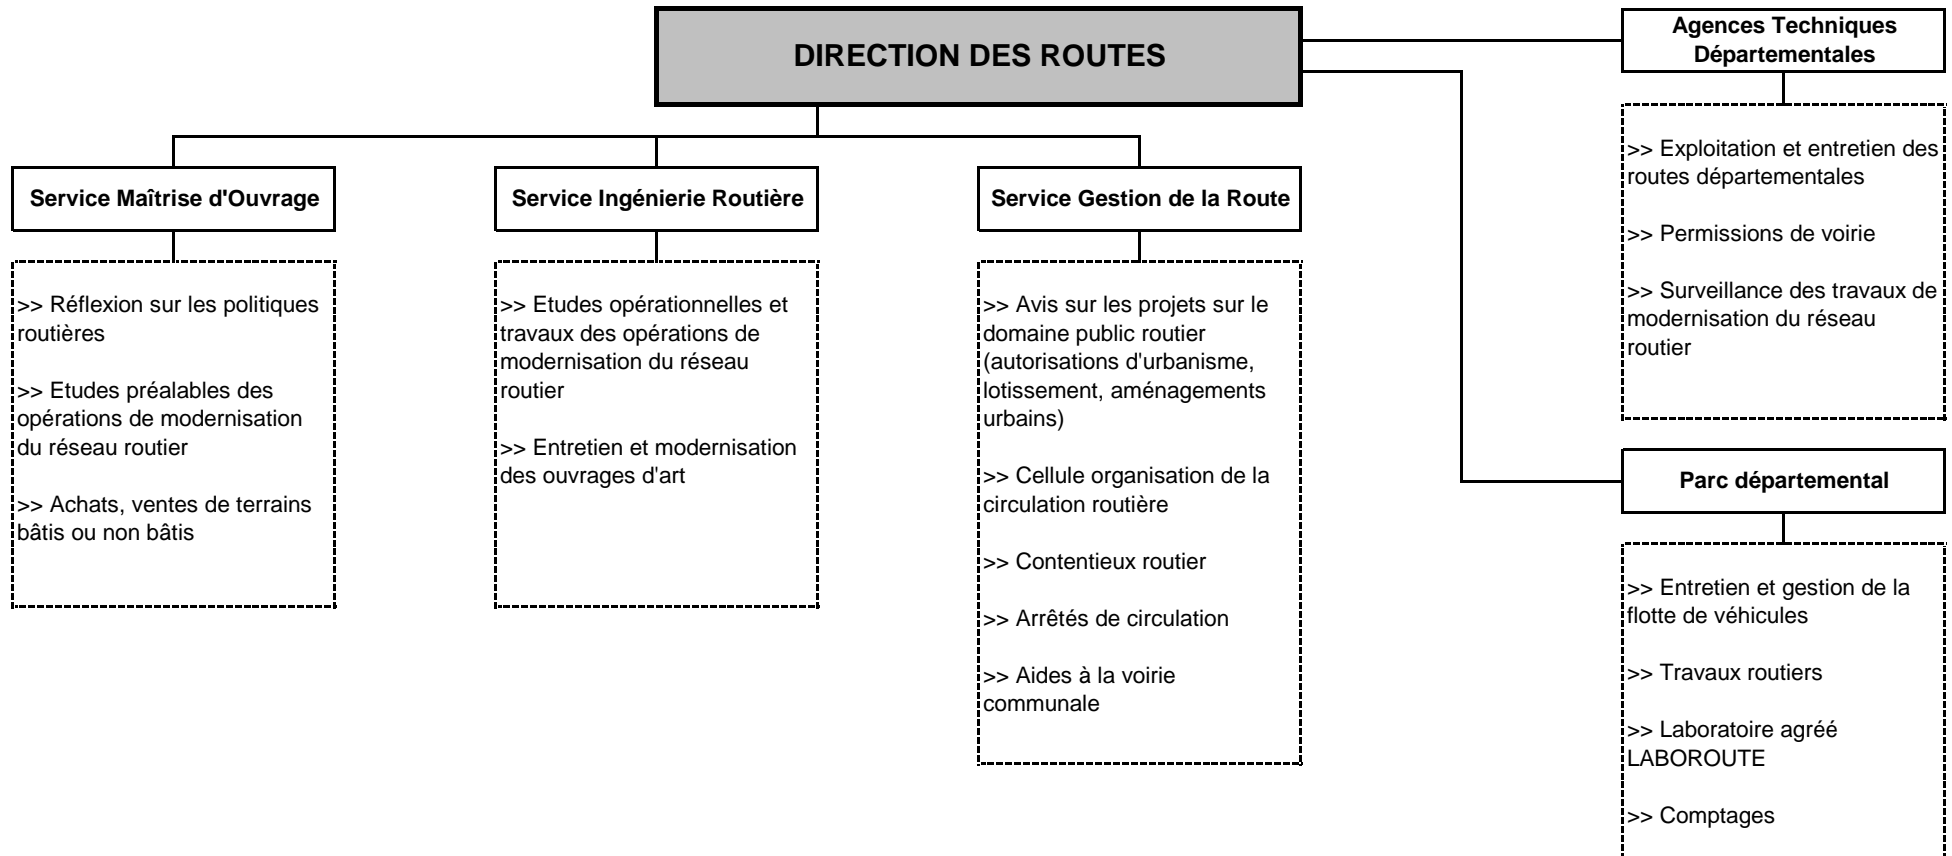 DIRECTION DES ROUTES
Service Maîtrise d'Ouvrage
>> Réflexion sur les politiques
routières
>> Etudes préalables des
opérations de modernisation
du réseau routier
>> Achats, ventes de terrains
bâtis ou non bâtis
Service Ingénierie Routière
>> Etudes opérationnelles et
travaux des opérations de
modernisation du réseau
routier
>> Entretien et modernisation
des ouvrages d'art
Service Gestion de la Route
>> Avis sur les projets sur le
domaine public routier
(autorisations d'urbanisme,
lotissement, aménagements
urbains)
>> Cellule organisation de la
circulation routière
>> Contentieux routier
>> Arrêtés de circulation
>> Aides à la voirie
communale
Agences Techniques
Départementales
>> Exploitation et entretien des
routes départementales
>> Permissions de voirie
>> Surveillance des travaux de
modernisation du réseau
routier
Parc départemental
>> Entretien et gestion de la
flotte de véhicules
>> Travaux routiers
>> Laboratoire agréé
LABOROUTE
>> Comptages